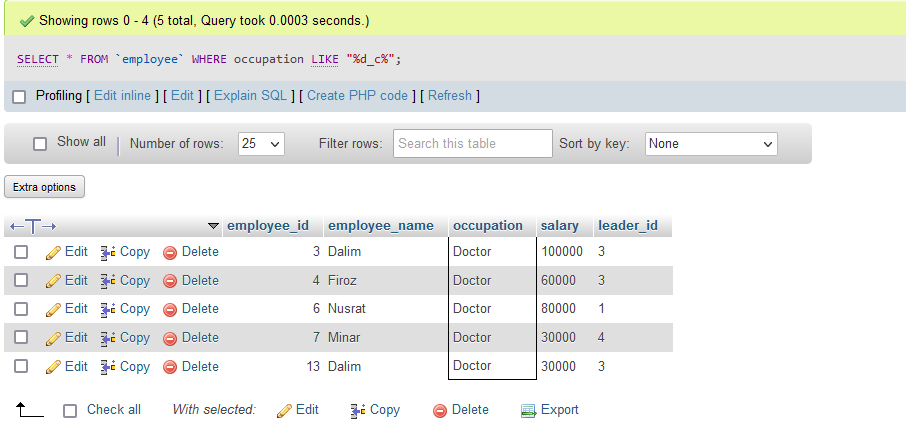 Showing rows 0 - 4 (5 total, Query took 0.0003 seconds.)
SELECT * FROM `employee` WHERE occupation LIKE "%d_c%";
Profiling [ Edit inline ] [ Edit ] [ Explain SQL ] [ Create PHP code ] [ Refresh ]
Show all Number of rows: 25 Filter rows: Search this table Sort by key: None
Extra options
employee_id employee_name occupation salary leader_id
Edit Copy Delete 3 Dalim Doctor 100000 3
Edit Copy Delete 4 Firoz Doctor 60000 3
Edit Copy Delete 6 Nusrat Doctor 80000 1
Edit Copy Delete 7 Minar Doctor 30000 4
Edit Copy Delete 13 Dalim Doctor 30000 3
Check all With selected: Edit Copy Delete Export